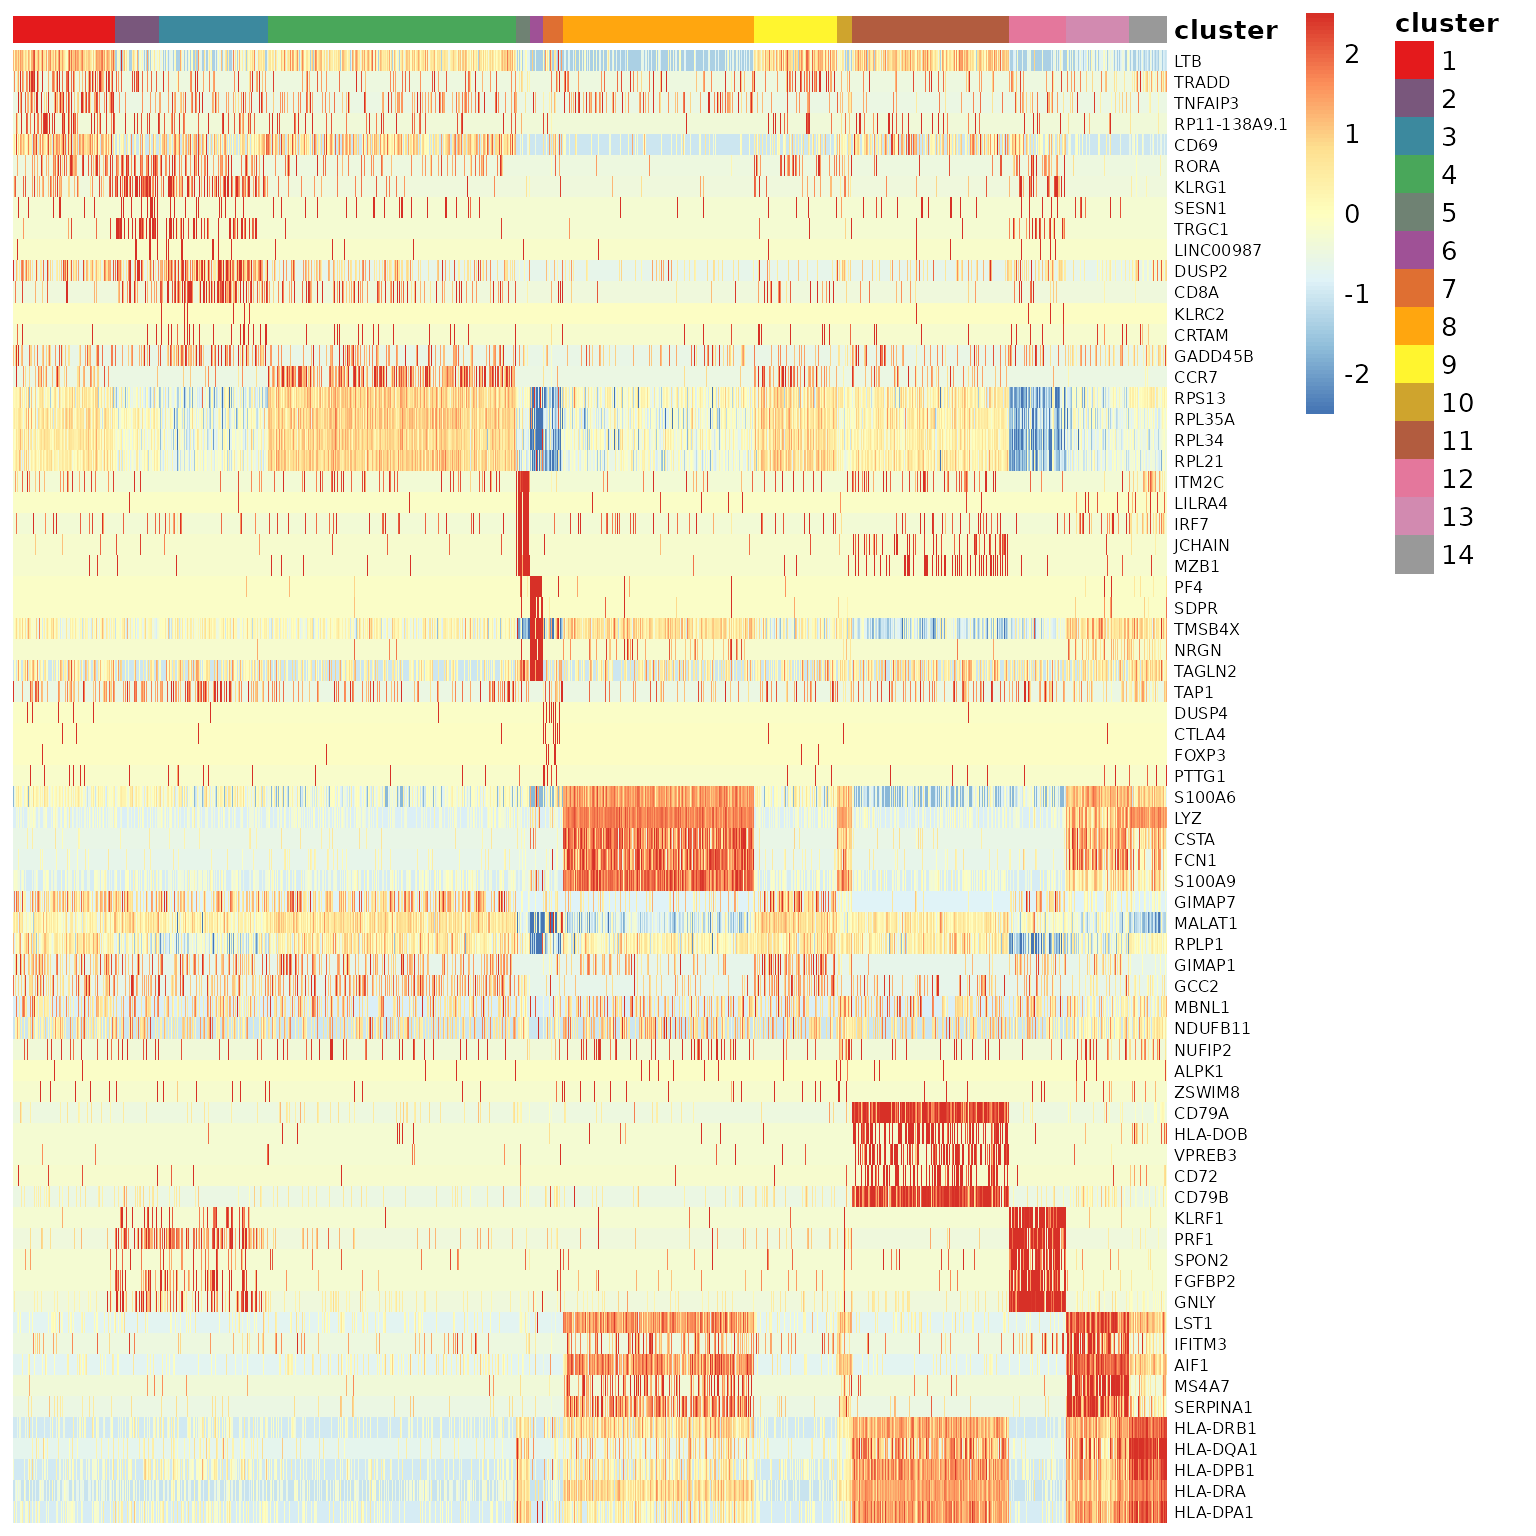 cluster
LTB
TRADD
TNFAIP3
RP11-138A9.1
CD69
RORA
KLRG1
SESN1
TRGC1
LINC00987
DUSP2
CD8A
KLRC2
CRTAM
GADD45B
CCR7
RPS13
RPL35A
RPL34
RPL21
ITM2C
LILRA4
IRF7
JCHAIN
MZB1
PF4
SDPR
TMSB4X
NRGN
TAGLN2
TAP1
DUSP4
CTLA4
FOXP3
PTTG1
S100A6
LYZ
CSTA
FCN1
S100A9
GIMAP7
MALAT1
RPLP1
GIMAP1
GCC2
MBNL1
NDUFB11
NUFIP2
ALPK1
ZSWIM8
CD79A
HLA-DOB
VPREB3
CD72
CD79B
KLRF1
PRF1
SPON2
FGFBP2
GNLY
LST1
IFITM3
AIF1
MS4A7
SERPINA1
HLA-DRB1
HLA-DQA1
HLA-DPB1
HLA-DRA
HLA-DPA1
2
1
0
-1
-2
cluster
1
2
3
4
5
6
7
8
9
10
11
12
13
14